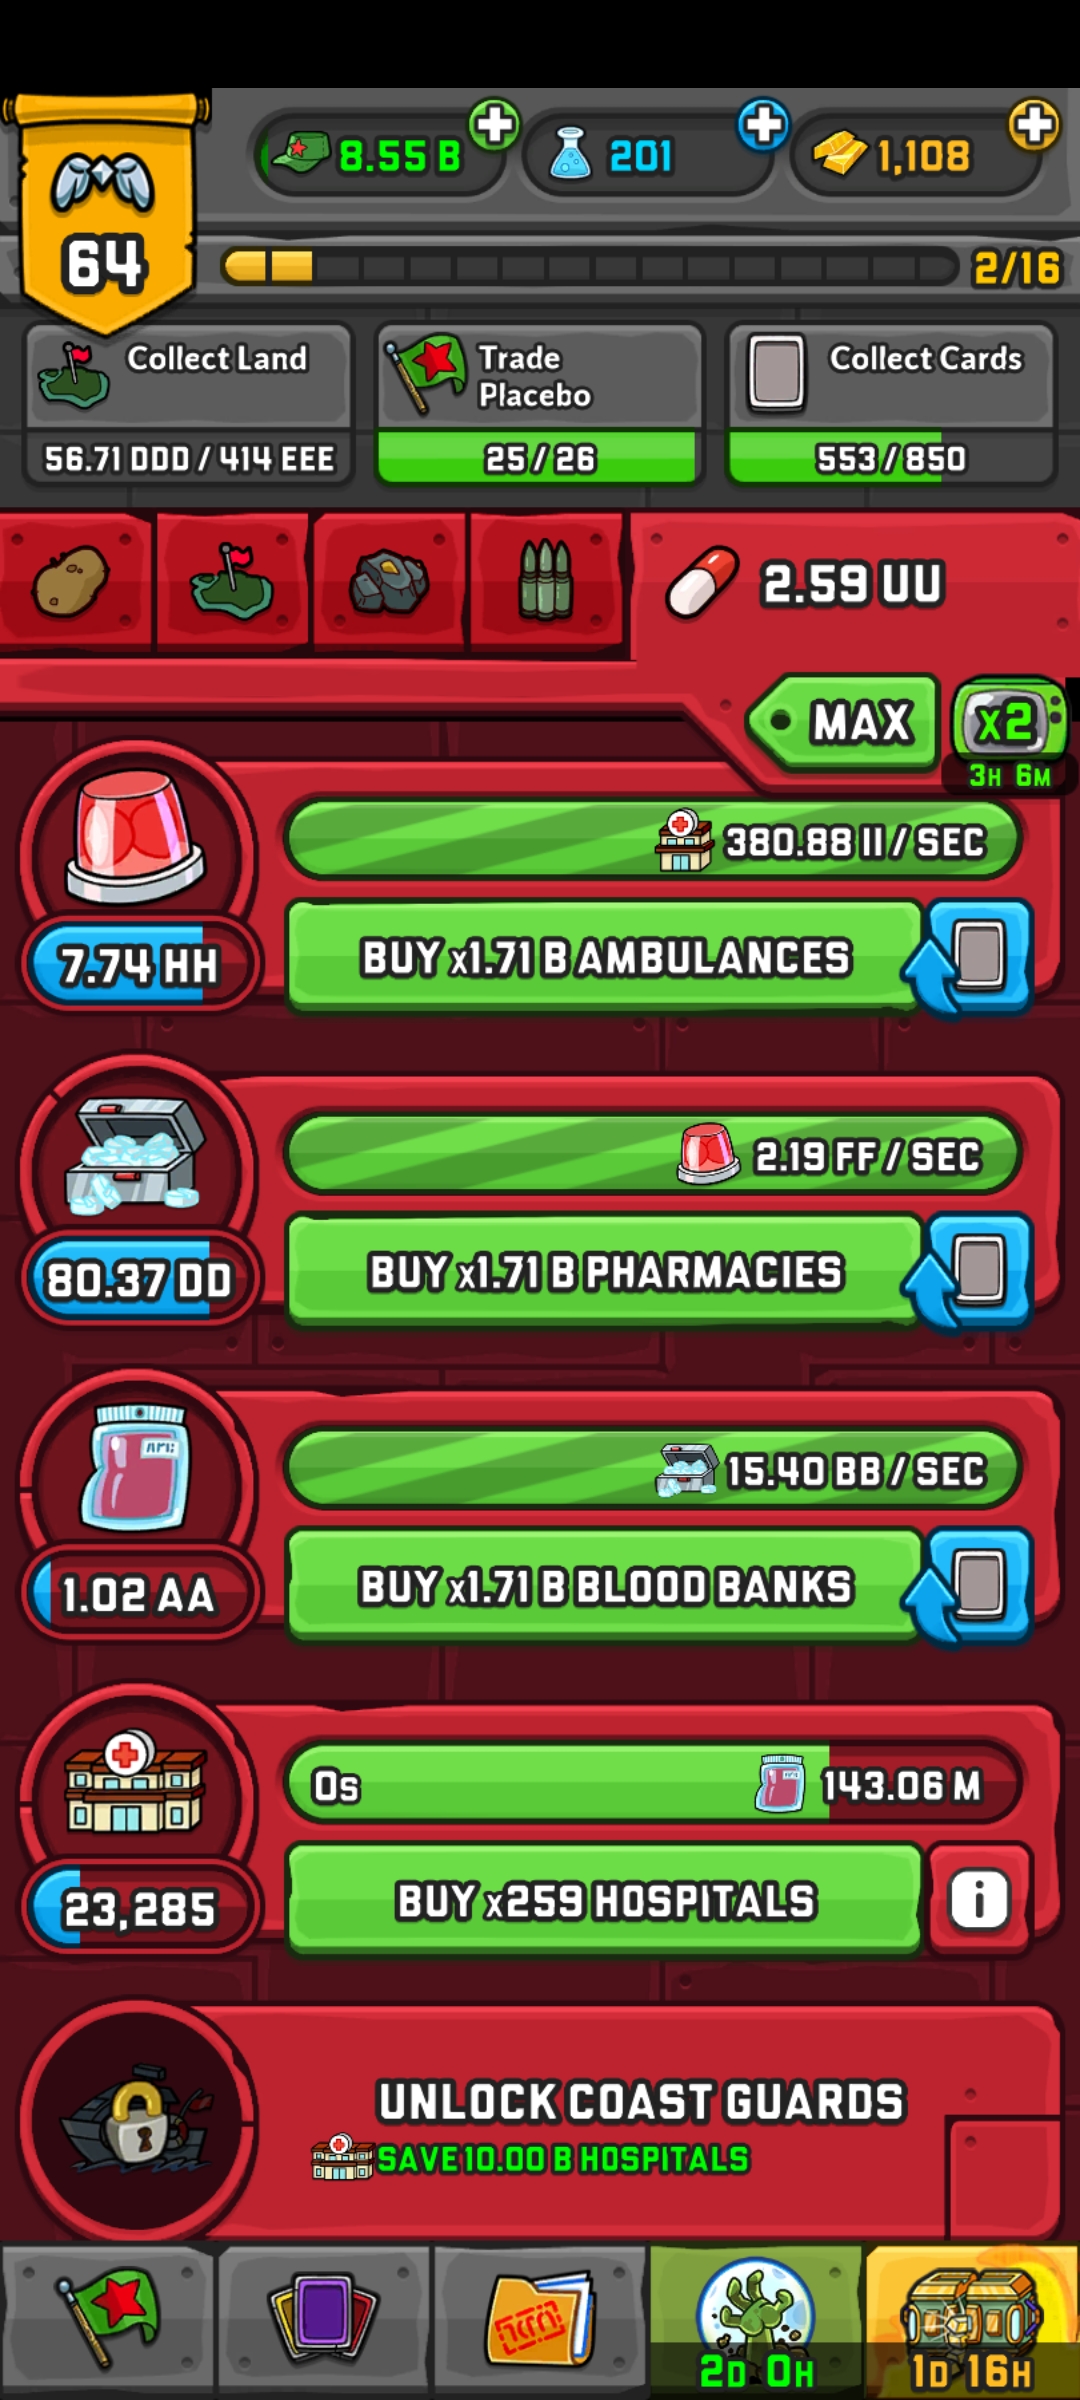 8.55 B
201
1,108
64
2/16
Collect Land
56.71 DDD / 414 EEE
Trade
Placebo
25 / 26
Collect Cards
553 / 850
2.59 UU
MAX
x2
3H 6M
380.88 II / SEC
7.74 HH
BUY x1.71 B AMBULANCES
2.19 FF / SEC
80.37 DD
BUY x1.71 B PHARMACIES
15.40 BB / SEC
1.02 AA
BUY x1.71 B BLOOD BANKS
0s
143.06 M
23,285
BUY x259 HOSPITALS
i
UNLOCK COAST GUARDS
SAVE 10.00 B HOSPITALS
2D 0H
1D 16H